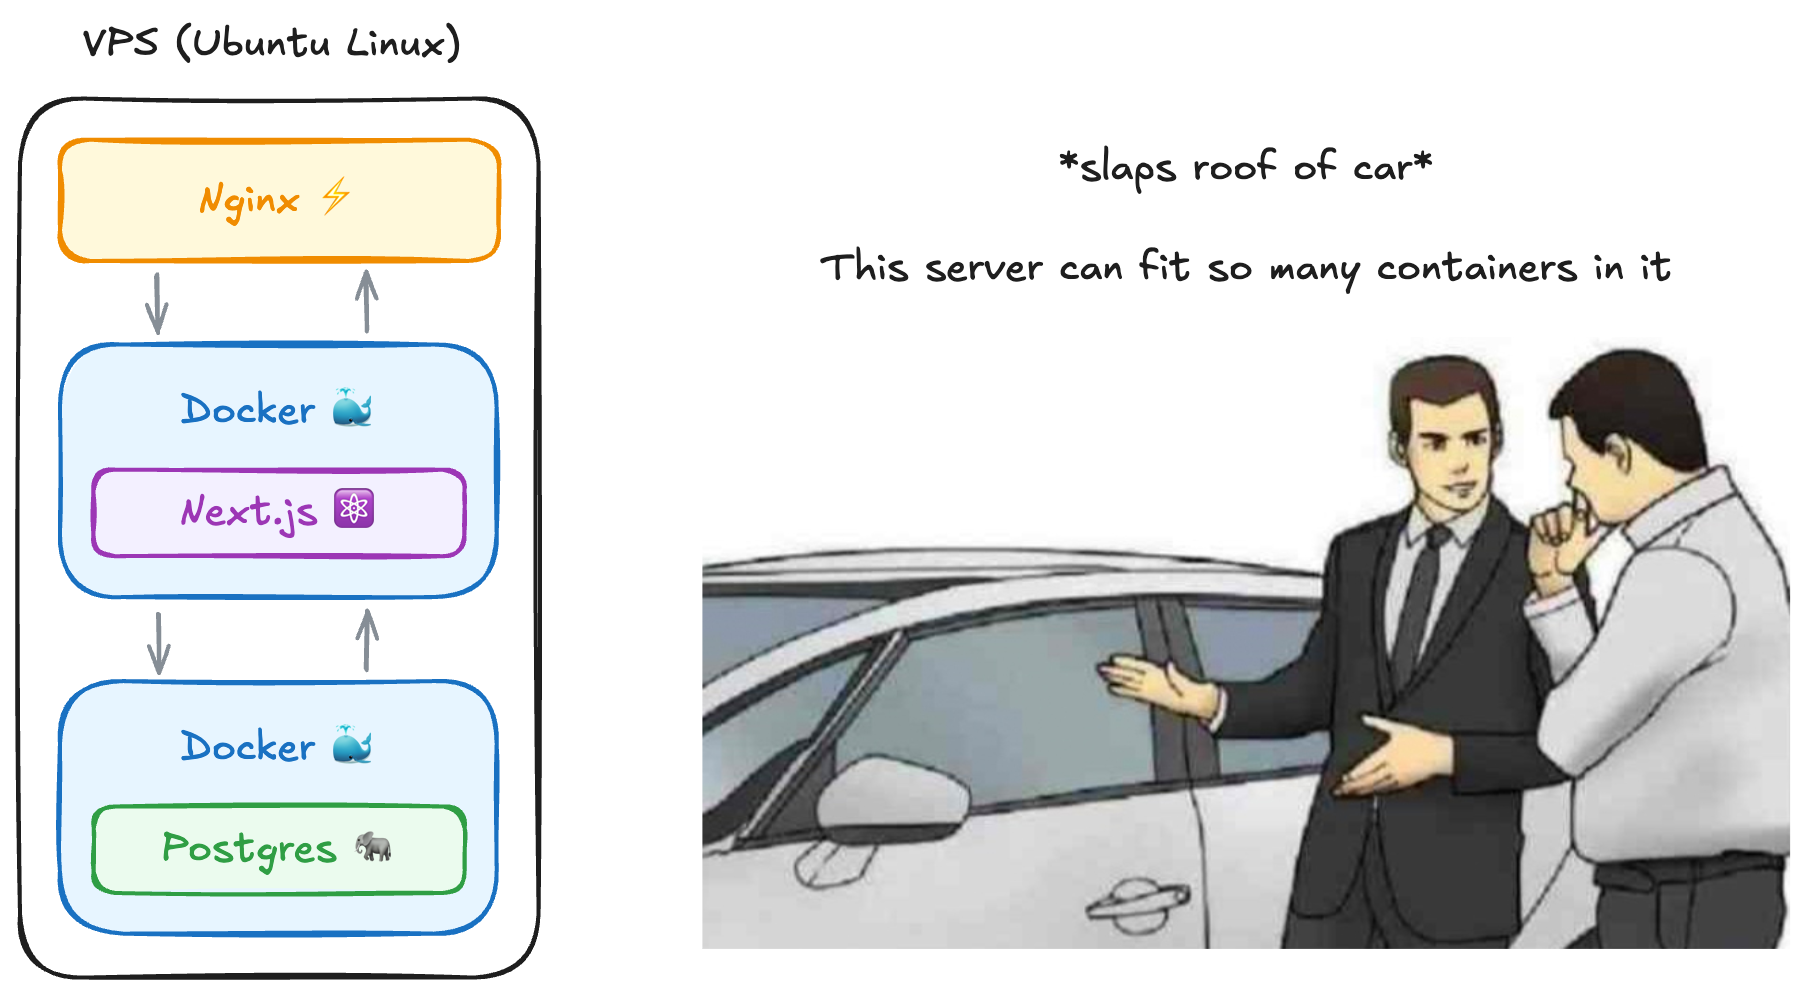 VPS (Ubuntu Linux)
Nginx ⚡
Docker 🐳
Next.js ⚛
Docker 🐳
Postgres 🐘
*slaps roof of car*
This server can fit so many containers in it